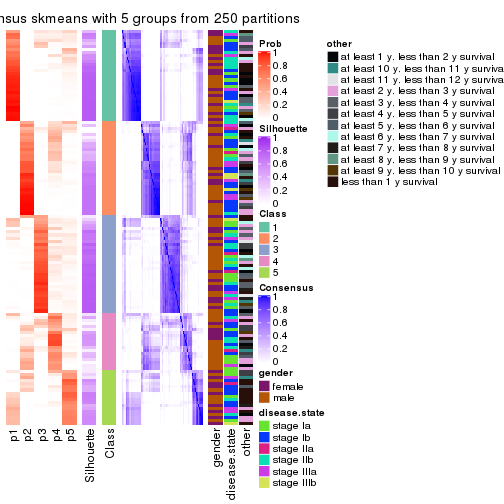 nsus skmeans with 5 groups from 250 partitions
Prob
1
0.8
0.6
0.4
0.2
0
Silhouette
1
0.8
0.6
0.4
0.2
0
Class
1
2
3
4
5
Consensus
1
0.8
0.6
0.4
0.2
0
gender
female
male
disease.state
stage Ia
stage Ib
stage IIa
stage IIb
stage IIIa
stage IIIb
other
at least 1 y. less than 2 y survival
at least 10 y. less than 11 y surviva
at least 11 y. less than 12 y surviva
at least 2 y. less than 3 y survival
at least 3 y. less than 4 y survival
at least 4 y. less than 5 y survival
at least 5 y. less than 6 y survival
at least 6 y. less than 7 y survival
at least 7 y. less than 8 y survival
at least 8 y. less than 9 y survival
at least 9 y. less than 10 y survival
less than 1 y survival
p1
p2
p3
p4
p5
Silhouette
Class
gender
disease.state
other